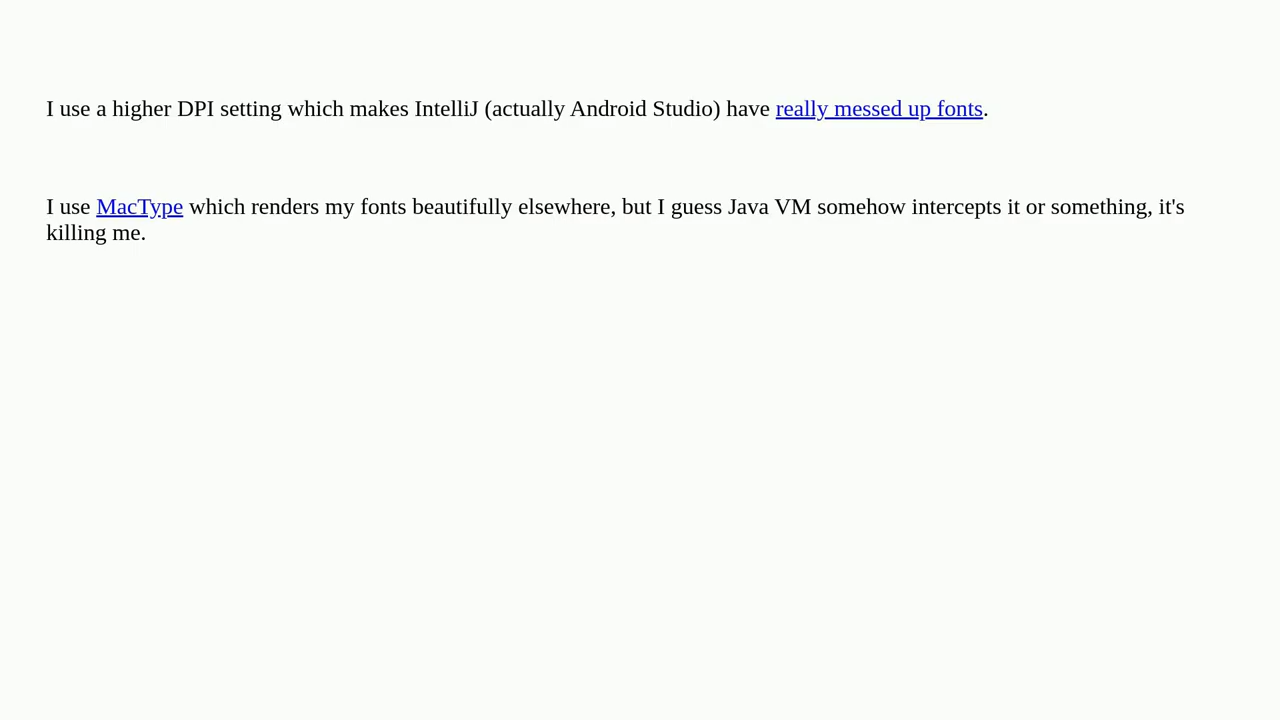 I use a higher DPI setting which makes IntelliJ (actually Android Studio) have really messed up fonts.
I use MacType which renders my fonts beautifully elsewhere, but I guess Java VM somehow intercepts it or something, it's
killing me.